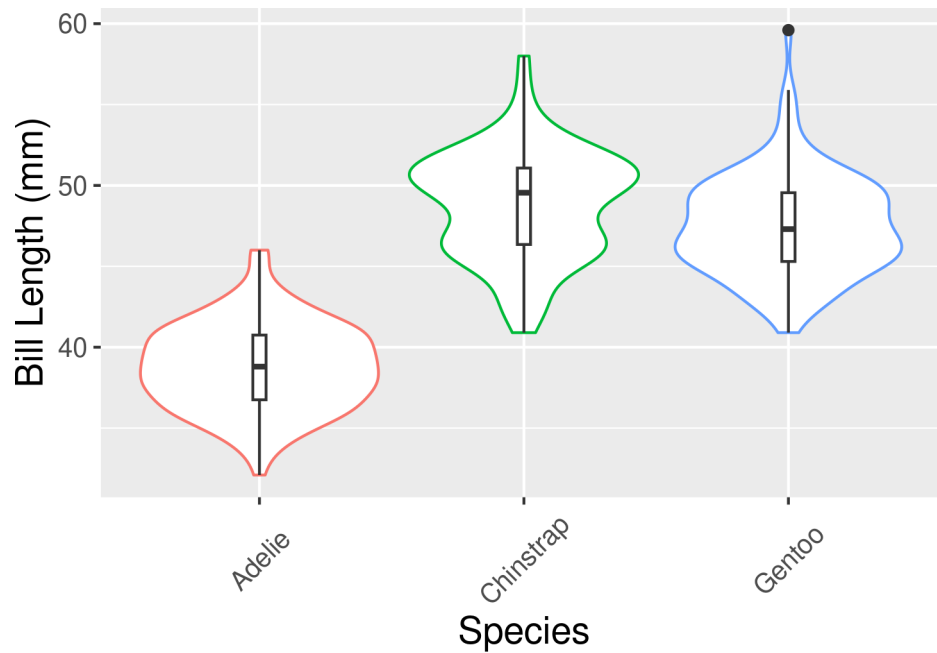 Bill Length (mm)
60
50
40
Adelie
Chinstrap
Gentoo
Species